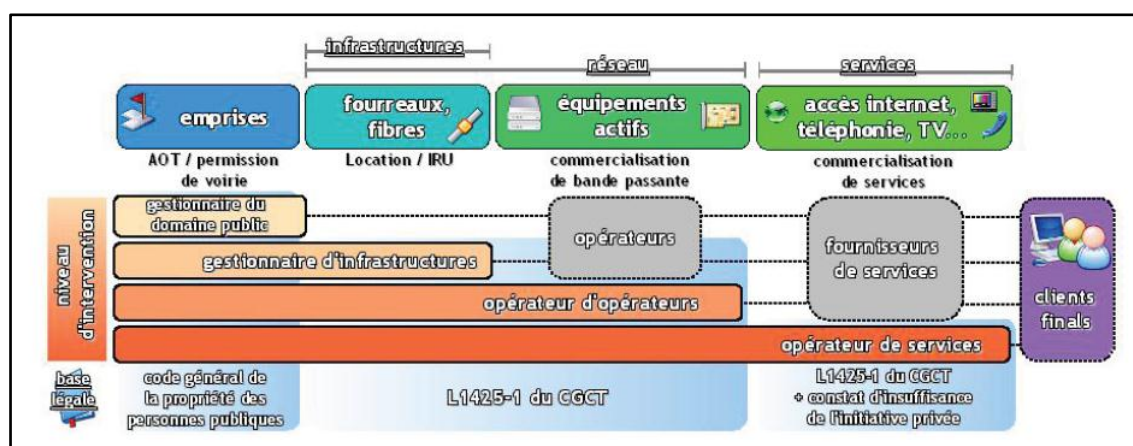 infrastructures
réseau
services
emprises
fourreaux,
fibres
équipements
actifs
accès internet,
téléphonie, TV...
AOT / permission
de voirie
Location / IRU
commercialisation
de bande passante
commercialisation
de services
niveau
d'intervention
gestionnaire du
domaine public
opérateurs
fournisseurs
de services
gestionnaire d'infrastructures
opérateur d'opérateurs
clients
finals
opérateur de services
base
légale
code général de
la propriété des
personnes publiques
L1425-1 du CGCT
L1425-1 du CGCT
+ constat d'insuffisance
de l'initiative privée